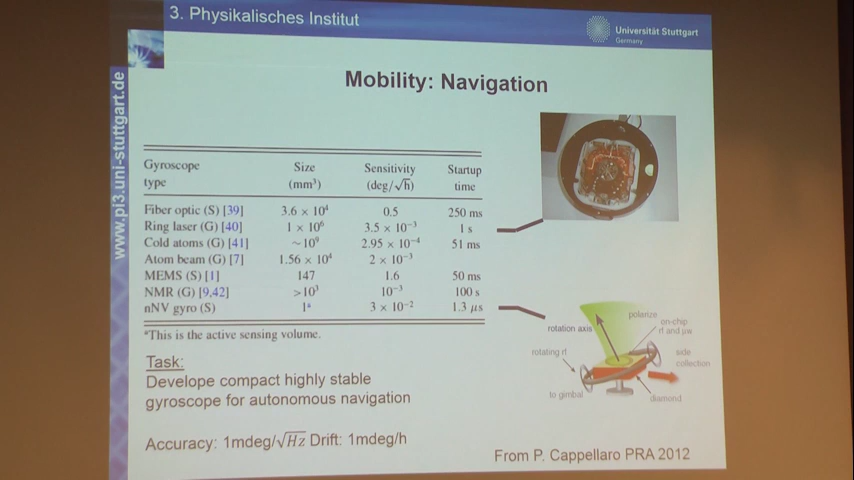 3. Physikalisches Institut
Universität Stuttgart
Germany
www.pi3.uni-stuttgart.de
Mobility: Navigation
Gyroscope type Size (mm³) Sensitivity (deg/√h) Startup time
Fiber optic (S) [39] 3.6 × 10⁴ 0.5 250 ms
Ring laser (G) [40] 1 × 10⁶ 3.5 × 10⁻³ 1 s
Cold atoms (G) [41] ~10⁹ 2.95 × 10⁻⁴ 51 ms
Atom beam (G) [7] 1.56 × 10⁴ 2 × 10⁻³
MEMS (S) [1] 147 1.6 50 ms
NMR (G) [9,42] >10³ 10⁻³ 100 s
nNV gyro (S) 1ᵃ 3 × 10⁻² 1.3 μs
ᵃThis is the active sensing volume.
Task:
Develope compact highly stable
gyroscope for autonomous navigation
Accuracy: 1mdeg/√Hz Drift: 1mdeg/h
polarize
on-chip
rf and μw
rotation axis
rotating rf
side
collection
to gimbal
diamond
From P. Cappellaro PRA 2012